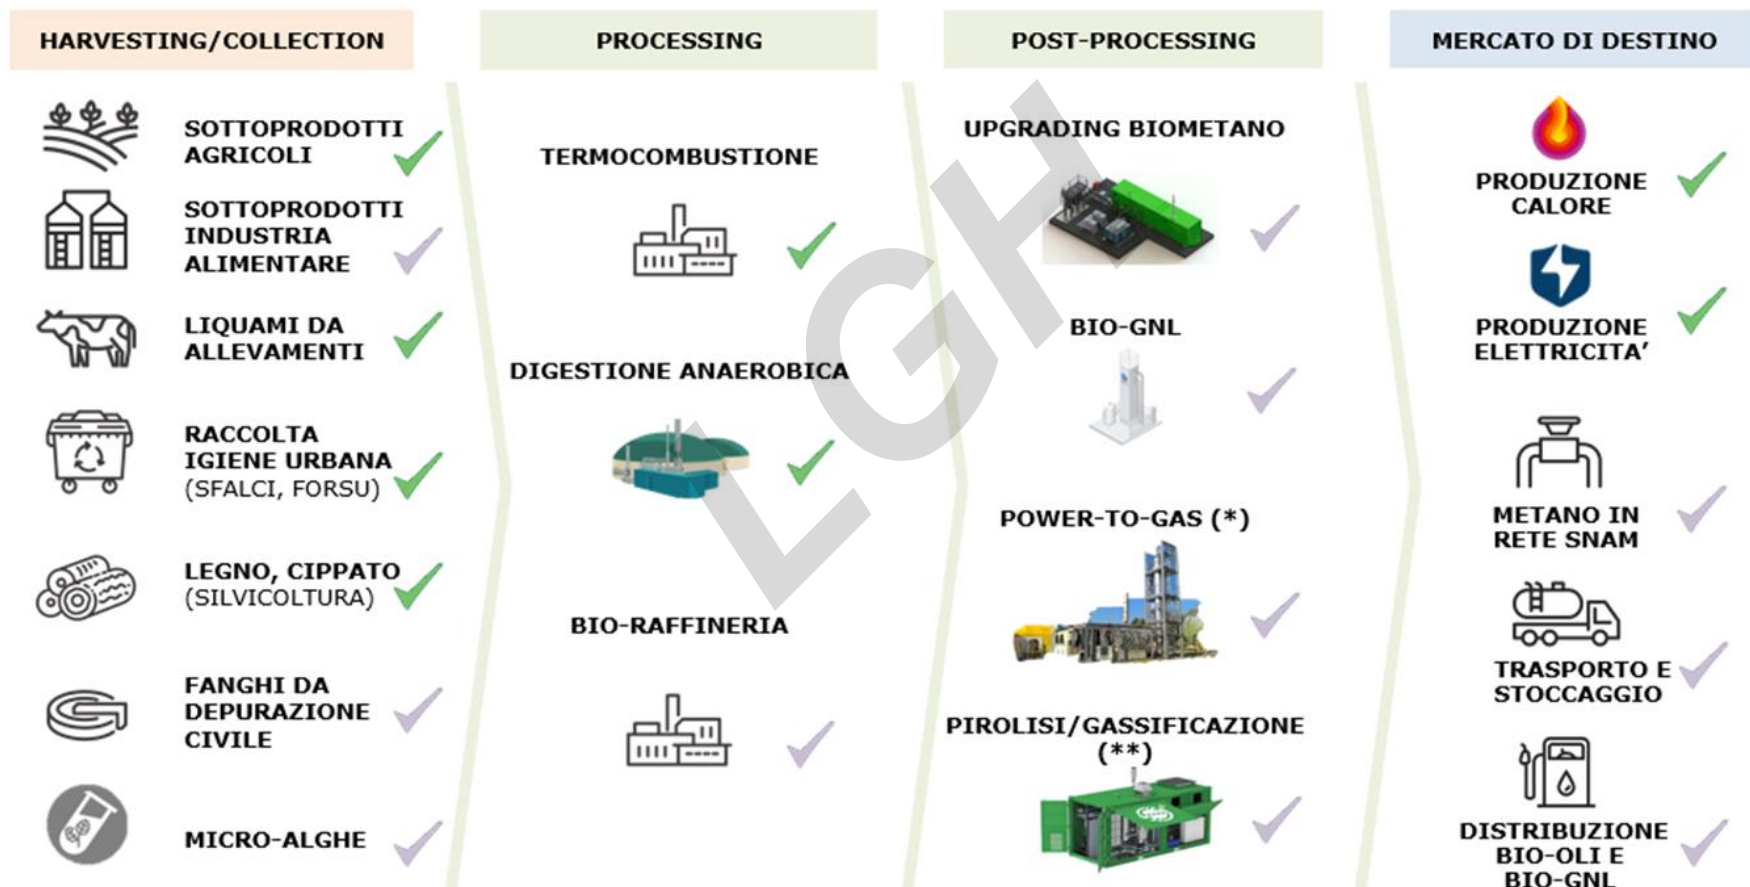 HARVESTING/COLLECTION
SOTTOPRODOTTI
AGRICOLI
SOTTOPRODOTTI
INDUSTRIA
ALIMENTARE
LIQUAMI DA
ALLEVAMENTI
RACCOLTA
IGIENE URBANA
(SFALCI, FORSU)
LEGNO, CIPPATO
(SILVICOLTURA)
FANGHI DA
DEPURAZIONE
CIVILE
MICRO-ALGHE
PROCESSING
TERMOCOMBUSTIONE
DIGESTIONE ANAEROBICA
BIO-RAFFINERIA
POST-PROCESSING
UPGRADING BIOMETANO
BIO-GNL
POWER-TO-GAS (*)
PIROLISI/GASSIFICAZIONE
(**)
MERCATO DI DESTINO
PRODUZIONE
CALORE
PRODUZIONE
ELETTRICITA’
METANO IN
RETE SNAM
TRASPORTO E
STOCCAGGIO
DISTRIBUZIONE
BIO-OLI E
BIO-GNL
LGH